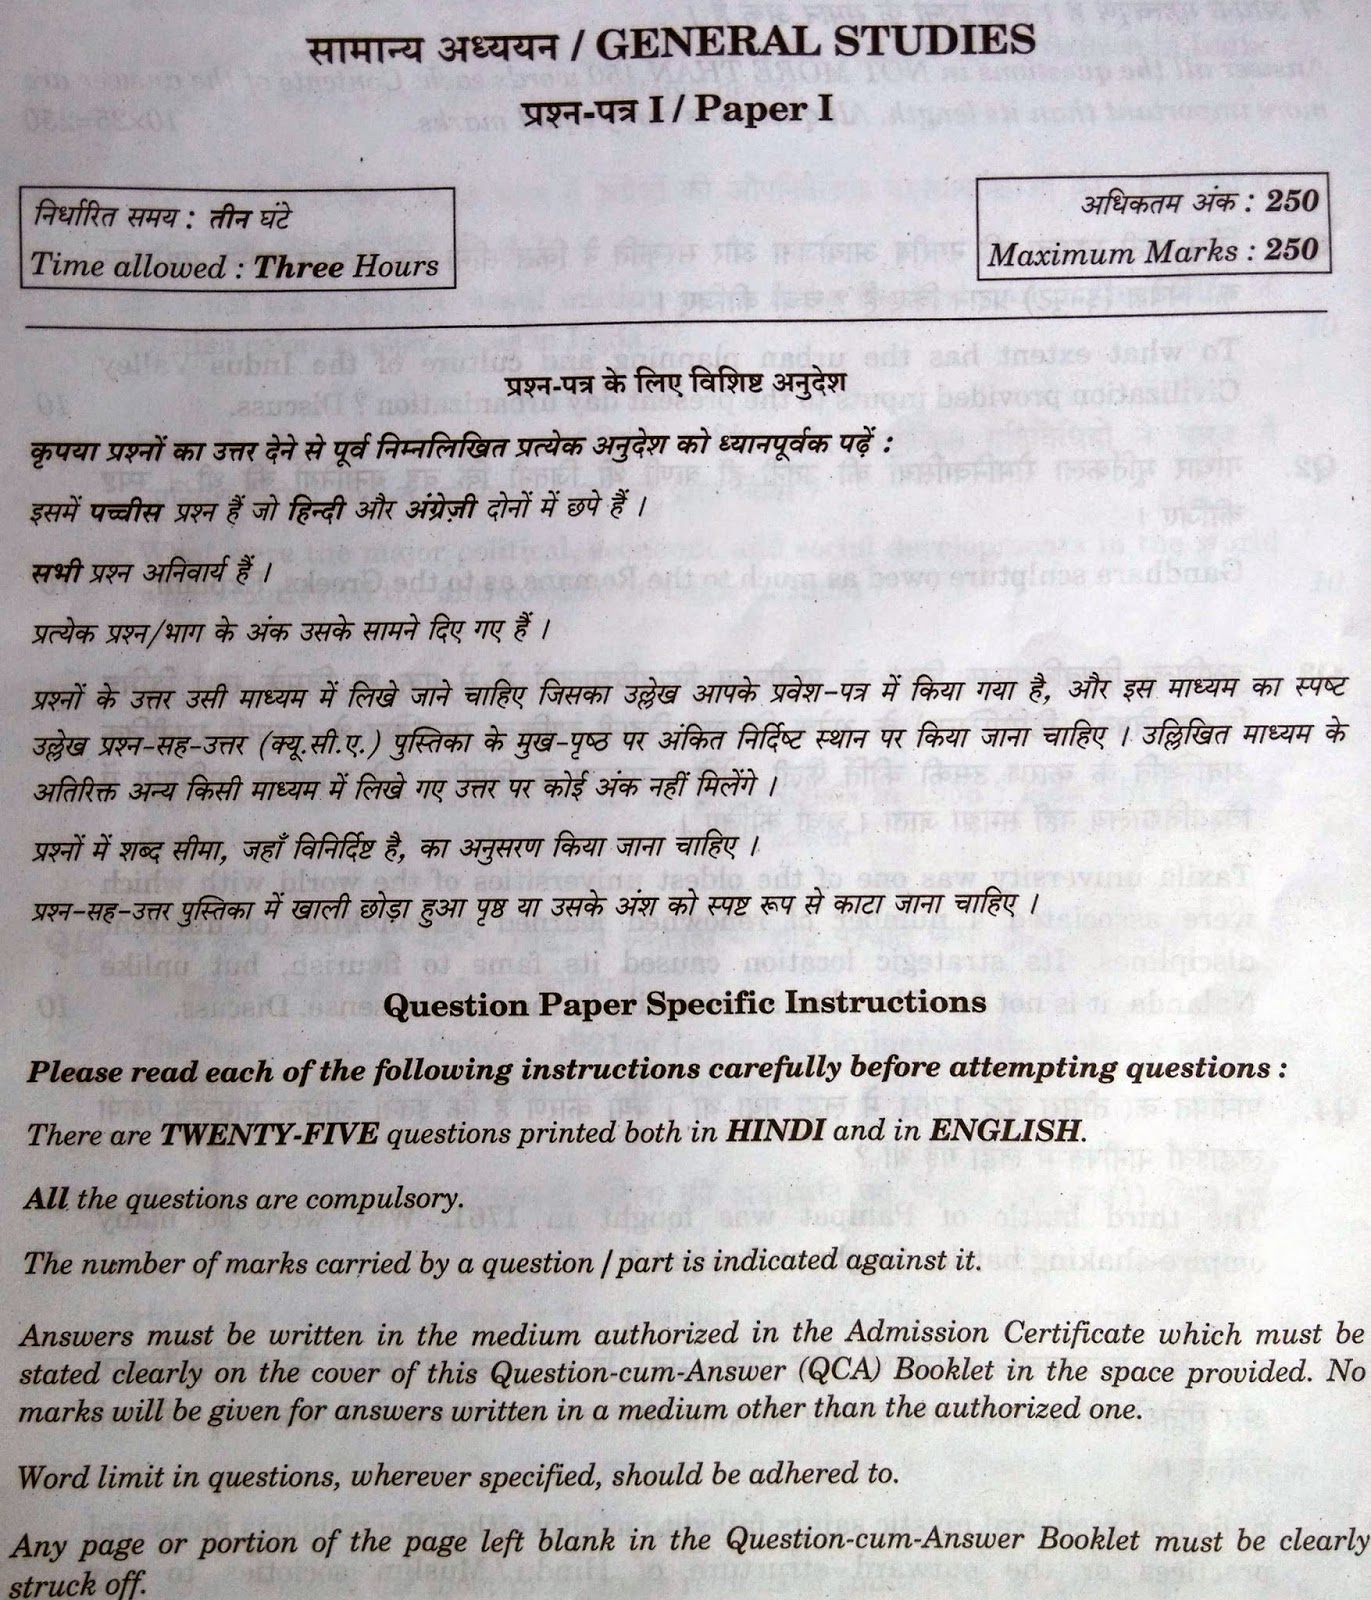 सामान्य अध्ययन / GENERAL STUDIES
प्रश्न-पत्र I / Paper I
निर्धारित समय : तीन घंटे
Time allowed : Three Hours
अधिकतम अंक : 250
Maximum Marks : 250
प्रश्न-पत्र के लिए विशिष्ट अनुदेश
कृपया प्रश्नों का उत्तर देने से पूर्व निम्नलिखित प्रत्येक अनुदेश को ध्यानपूर्वक पढ़ें :
इसमें पच्चीस प्रश्न हैं जो हिन्दी और अंग्रेज़ी दोनों में छपे हैं ।
सभी प्रश्न अनिवार्य हैं ।
प्रत्येक प्रश्न/भाग के अंक उसके सामने दिए गए हैं ।
प्रश्नों के उत्तर उसी माध्यम में लिखे जाने चाहिए जिसका उल्लेख आपके प्रवेश-पत्र में किया गया है, और इस माध्यम का स्पष्ट
उल्लेख प्रश्न-सह-उत्तर (क्यू.सी.ए.) पुस्तिका के मुख-पृष्ठ पर अंकित निर्दिष्ट स्थान पर किया जाना चाहिए । उल्लिखित माध्यम के
अतिरिक्त अन्य किसी माध्यम में लिखे गए उत्तर पर कोई अंक नहीं मिलेंगे ।
प्रश्नों में शब्द सीमा, जहाँ विनिर्दिष्ट है, का अनुसरण किया जाना चाहिए ।
प्रश्न-सह-उत्तर पुस्तिका में खाली छोड़ा हुआ पृष्ठ या उसके अंश को स्पष्ट रूप से काटा जाना चाहिए ।
Question Paper Specific Instructions
Please read each of the following instructions carefully before attempting questions :
There are TWENTY-FIVE questions printed both in HINDI and in ENGLISH.
All the questions are compulsory.
The number of marks carried by a question / part is indicated against it.
Answers must be written in the medium authorized in the Admission Certificate which must be
stated clearly on the cover of this Question-cum-Answer (QCA) Booklet in the space provided. No
marks will be given for answers written in a medium other than the authorized one.
Word limit in questions, wherever specified, should be adhered to.
Any page or portion of the page left blank in the Question-cum-Answer Booklet must be clearly
struck off.